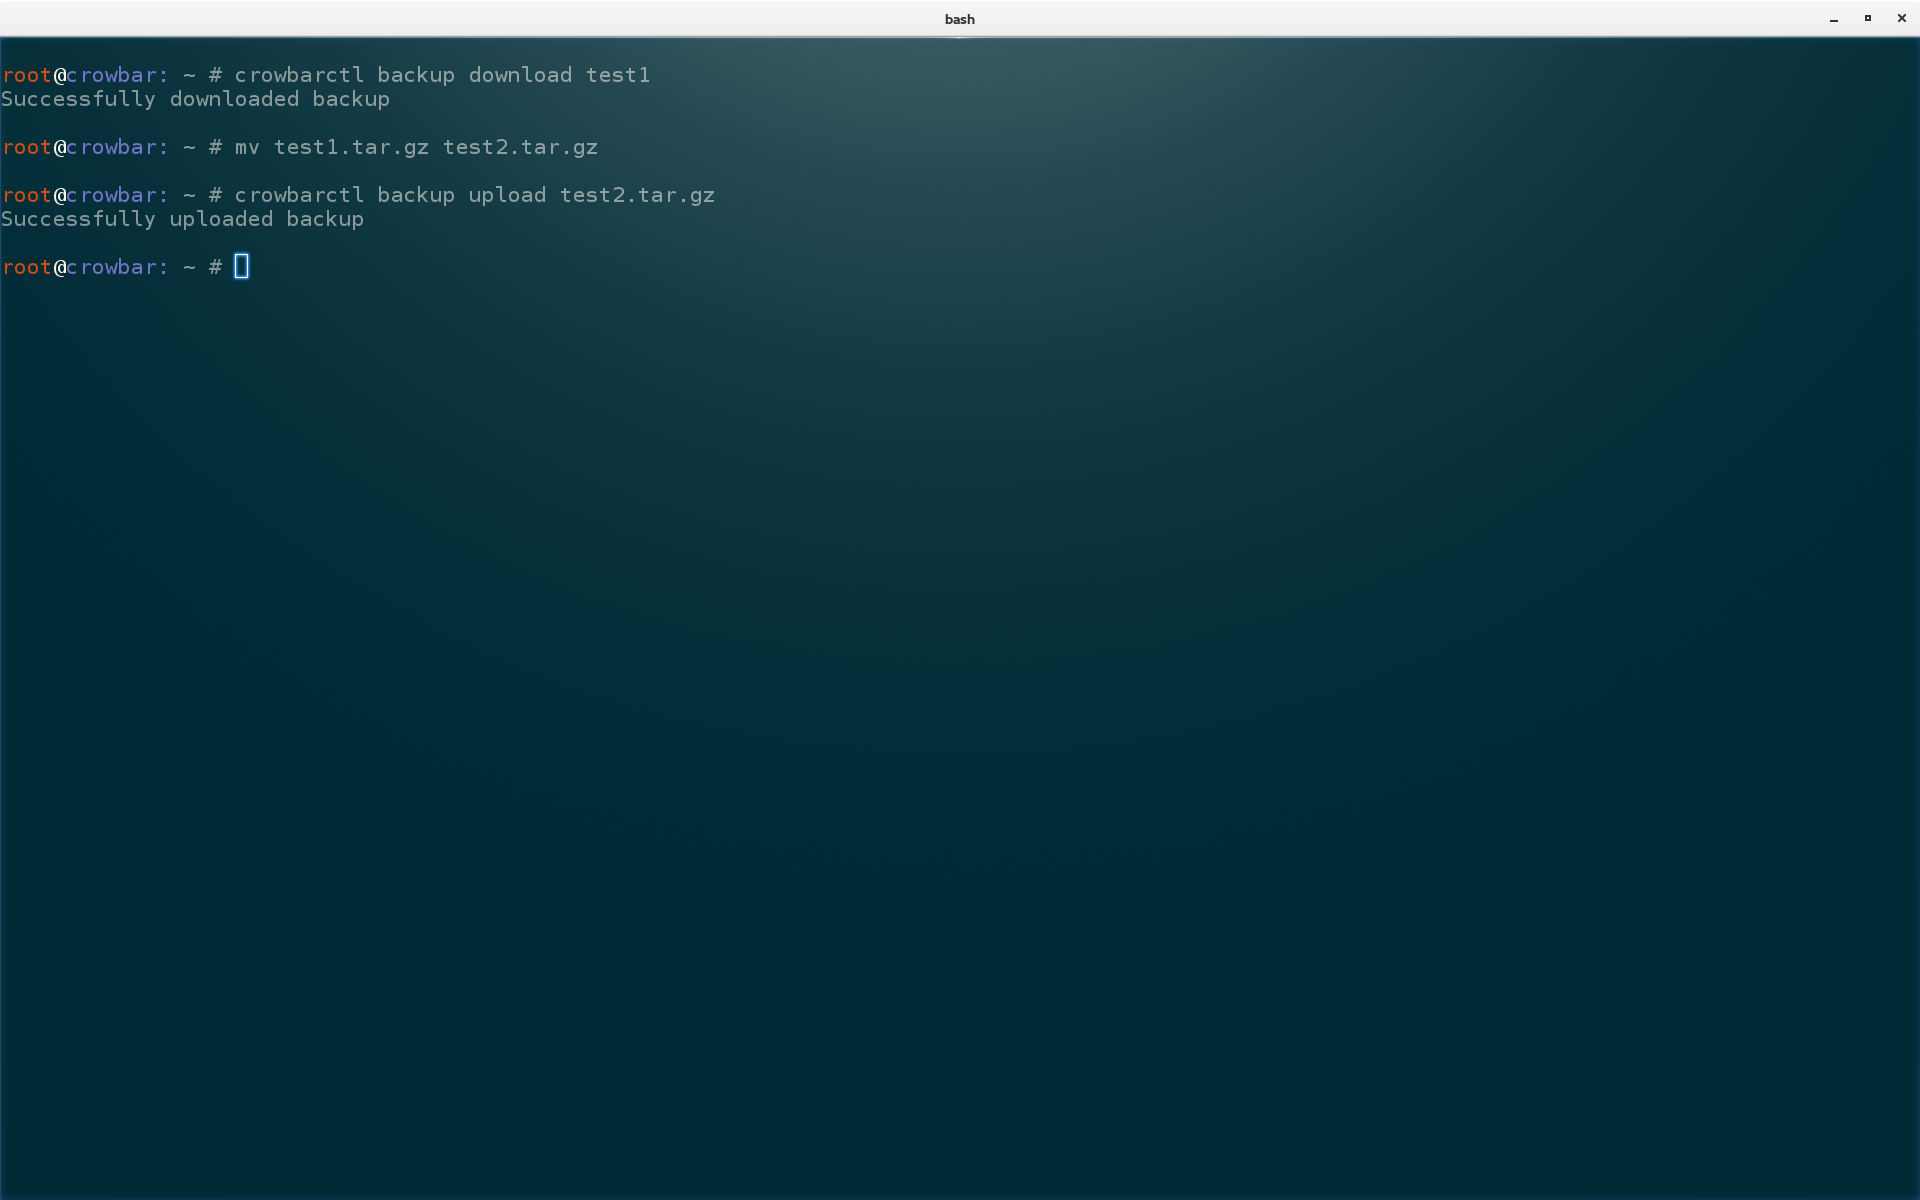 bash
root@crowbar: ~ # crowbarctl backup download test1
Successfully downloaded backup
root@crowbar: ~ # mv test1.tar.gz test2.tar.gz
root@crowbar: ~ # crowbarctl backup upload test2.tar.gz
Successfully uploaded backup
root@crowbar: ~ #